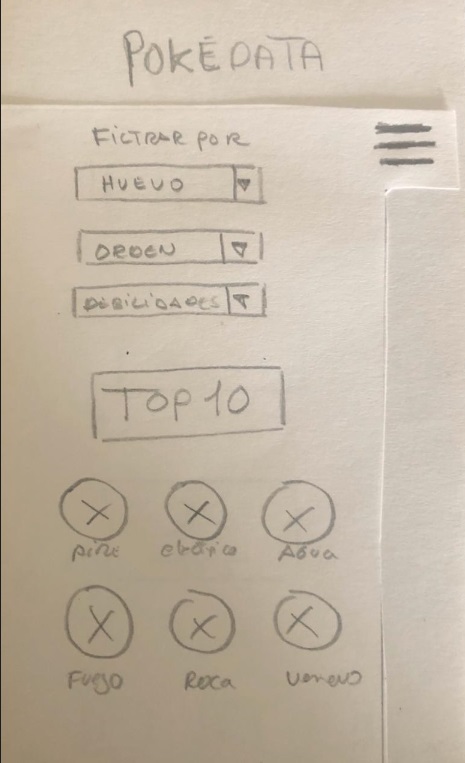 POKÉDATA
FiLTRAR POR
HUEVO
ORDEN
DEBiLiDADES
TOP 10
Aire eléctrico Agua
Fuego Roca Veneno